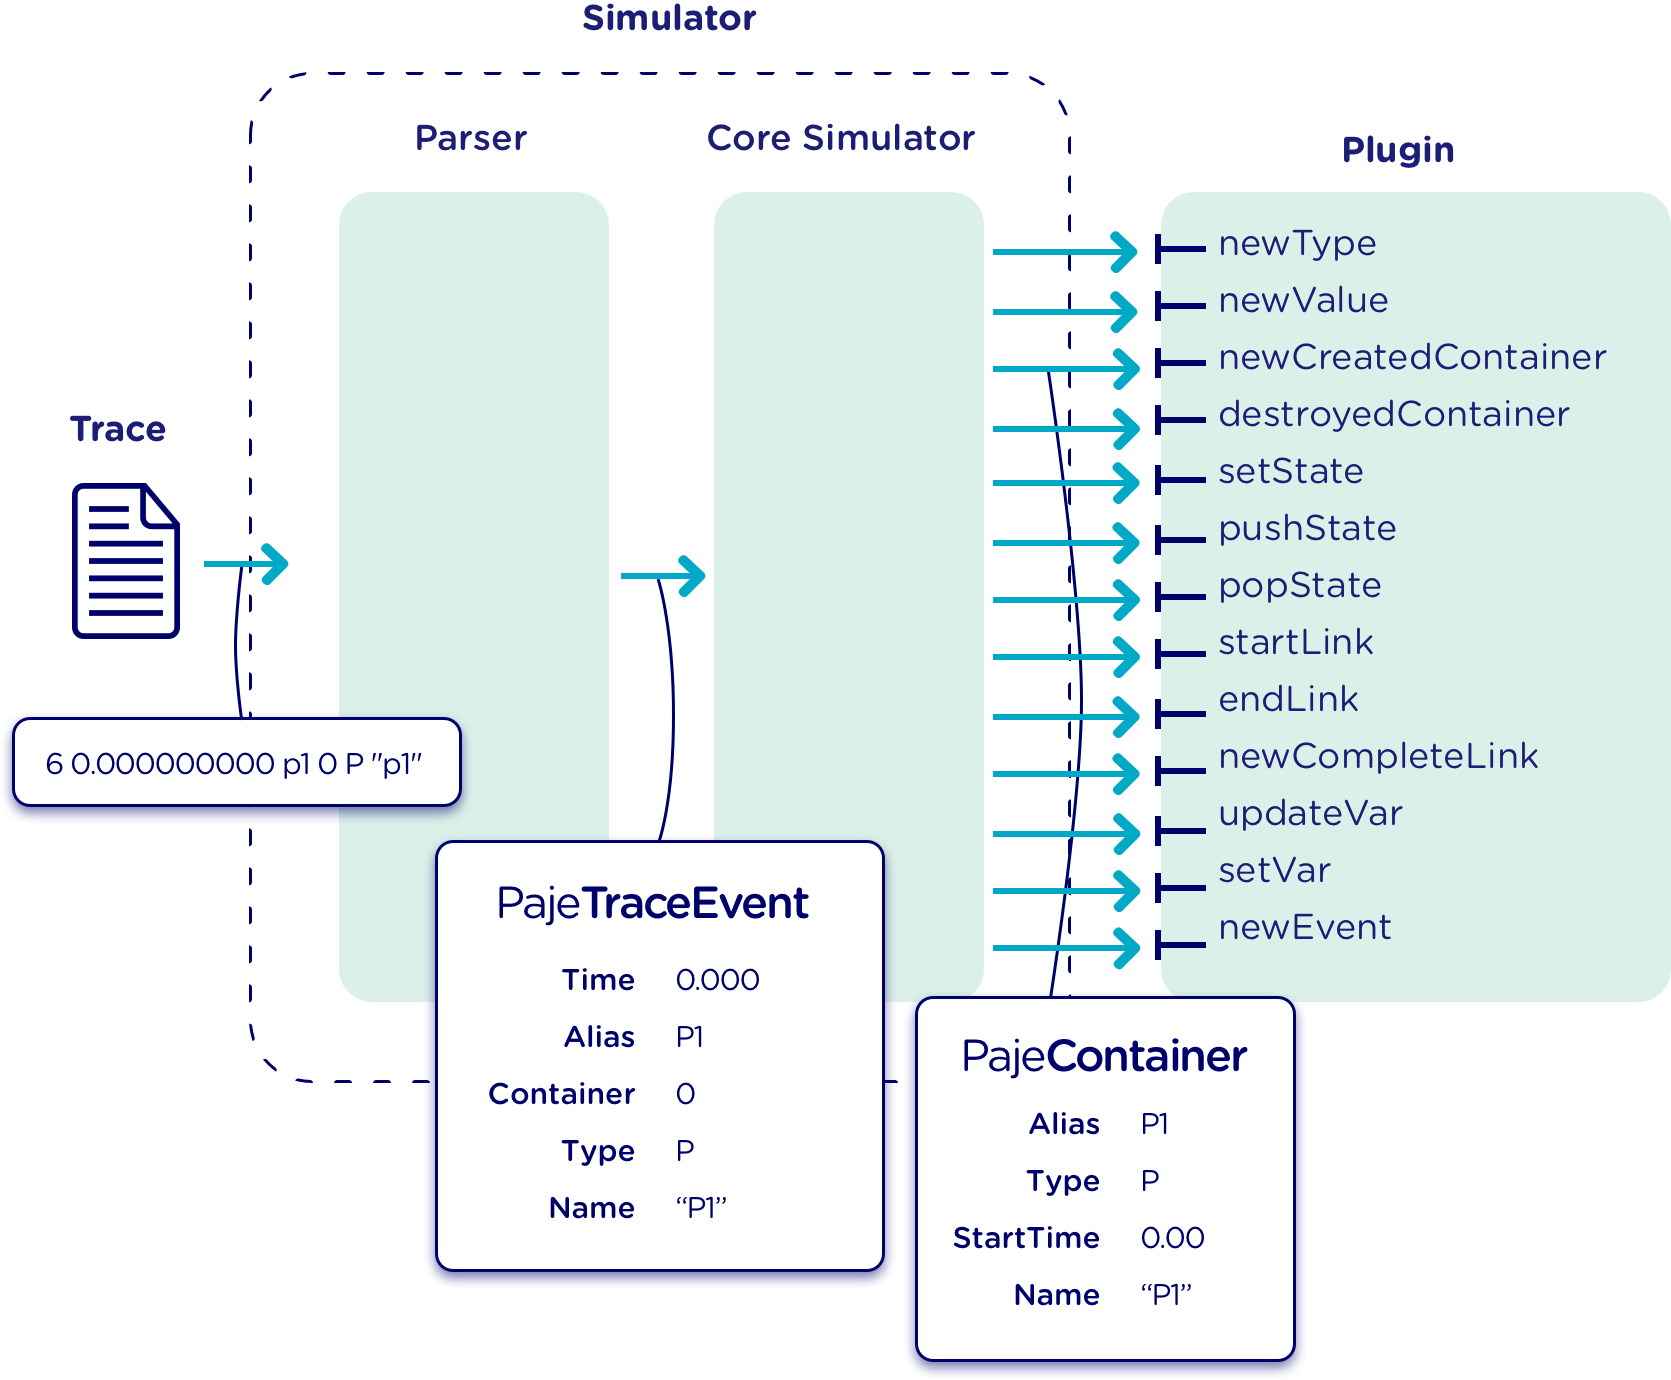 Simulator
Parser
Core Simulator
Plugin
newType
newValue
newCreatedContainer
destroyedContainer
setState
pushState
popState
startLink
endLink
newCompleteLink
updateVar
setVar
newEvent
Trace
6 0.000000000 p1 0 P "p1"
PajeTraceEvent
Time 0.000
Alias P1
Container 0
Type P
Name “P1”
PajeContainer
Alias P1
Type P
StartTime 0.00
Name “P1”